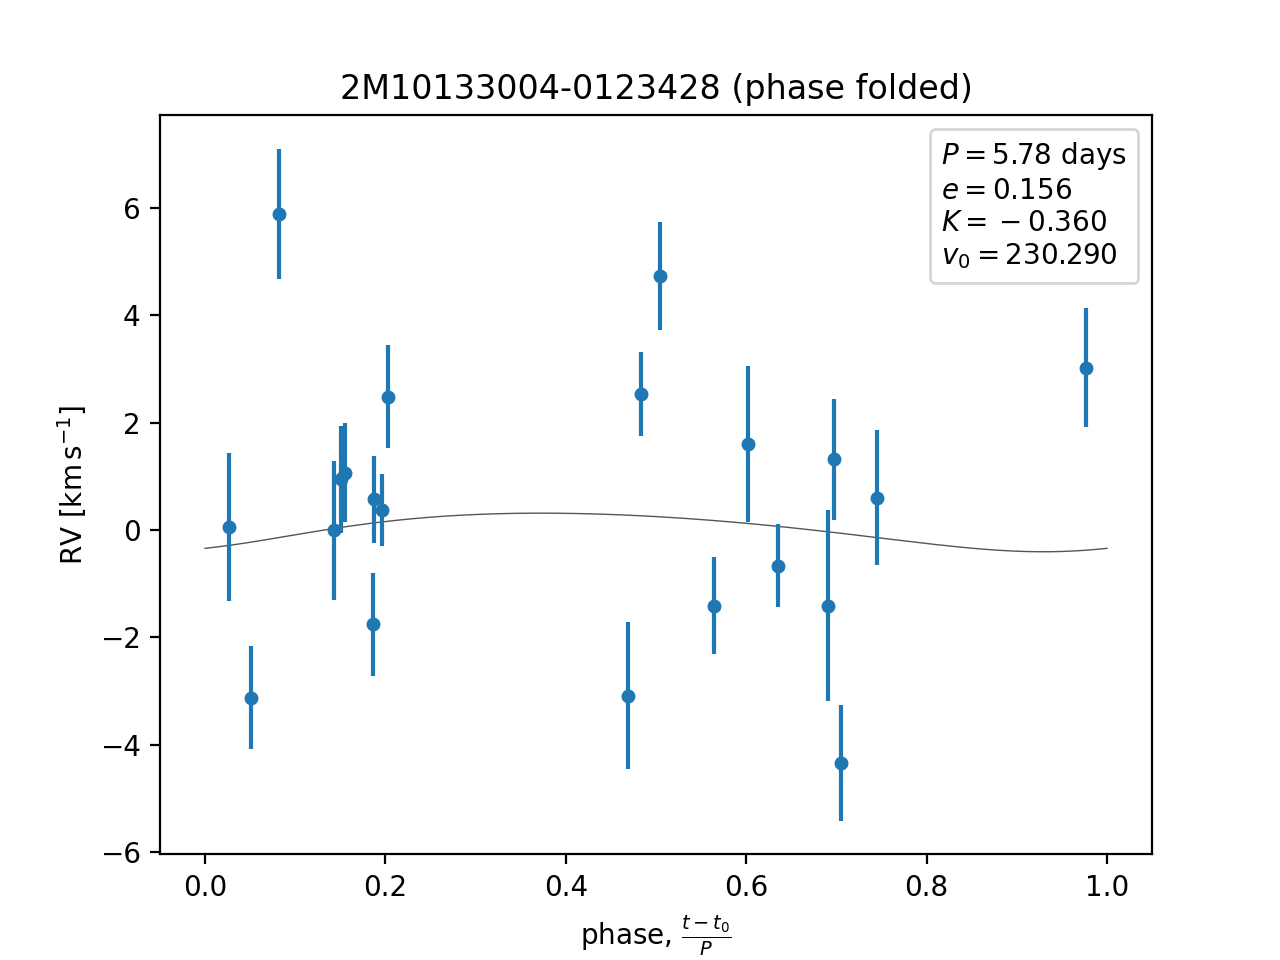 2M10133004-0123428 (phase folded)
P = 5.78 days
e = 0.156
K = −0.360
v₀ = 230.290
6
4
2
0
−2
−4
−6
RV [km s⁻¹]
0.0 0.2 0.4 0.6 0.8 1.0
phase, (t − t₀)/P